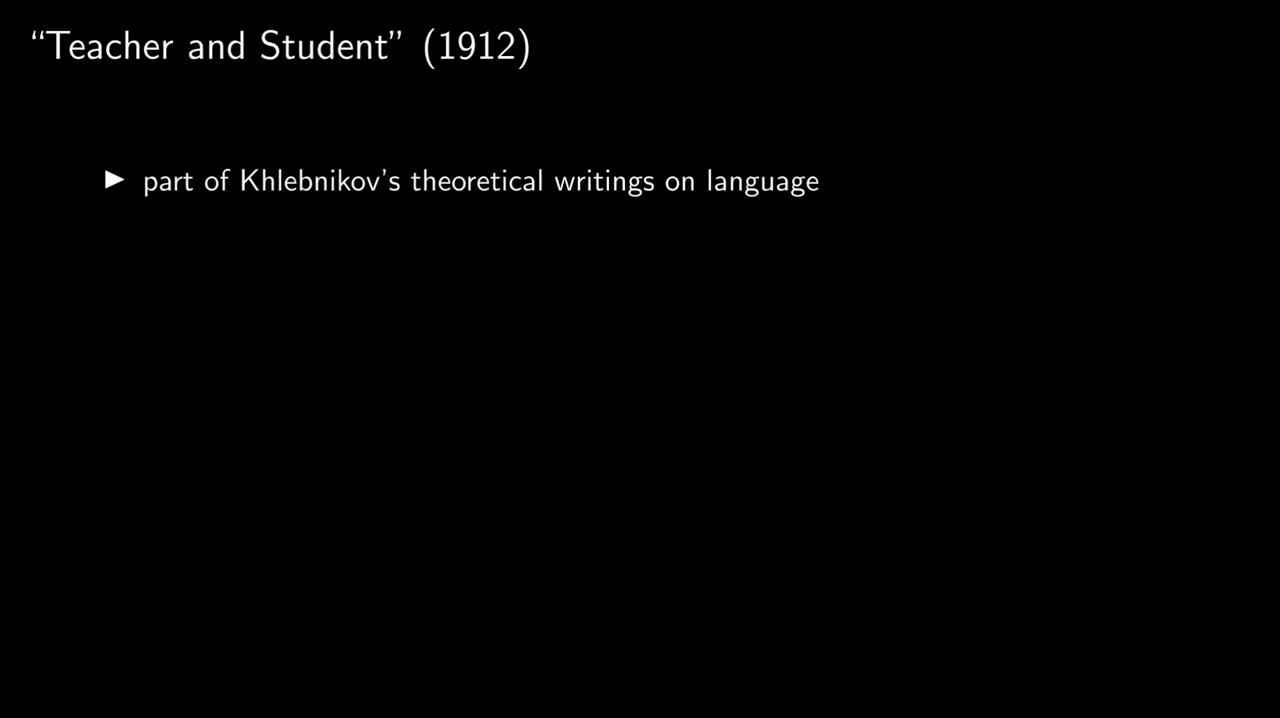 “Teacher and Student” (1912)
▶ part of Khlebnikov’s theoretical writings on language